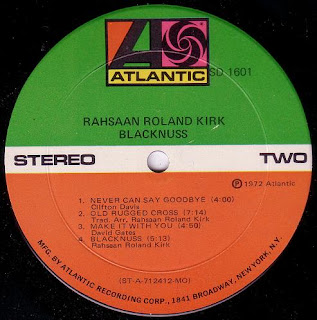 ATLANTIC
SD 1601
RAHSAAN ROLAND KIRK
BLACKNUSS
STEREO TWO
Ⓟ 1972 Atlantic
1. NEVER CAN SAY GOODBYE (4:00)
Clifton Davis
2. OLD RUGGED CROSS (7:14)
Trad. Arr. Rahsaan Roland Kirk
3. MAKE IT WITH YOU (4:50)
David Gates
4. BLACKNUSS (5:13)
Rahsaan Roland Kirk
(ST-A-712412-MO)
MFG. BY ATLANTIC RECORDING CORP., 1841 BROADWAY, NEW YORK, N.Y.